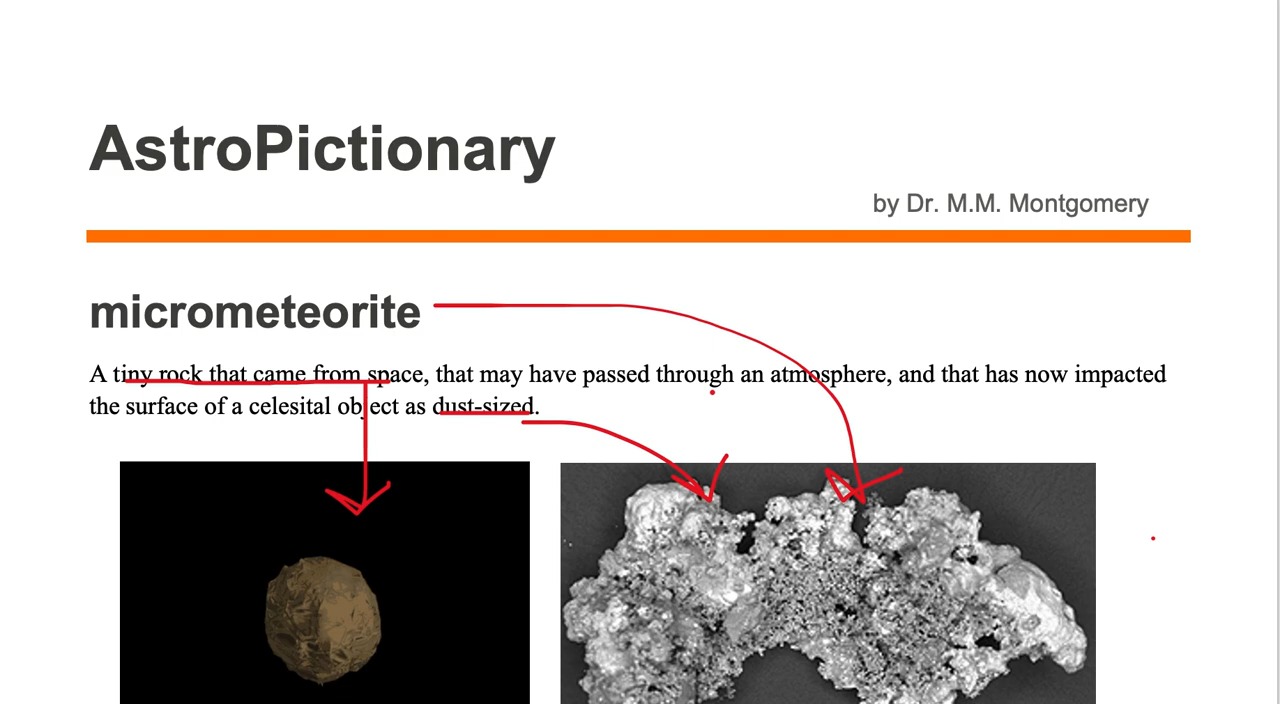 AstroPictionary
by Dr. M.M. Montgomery
micrometeorite
A tiny rock that came from space, that may have passed through an atmosphere, and that has now impacted
the surface of a celesital object as dust-sized.